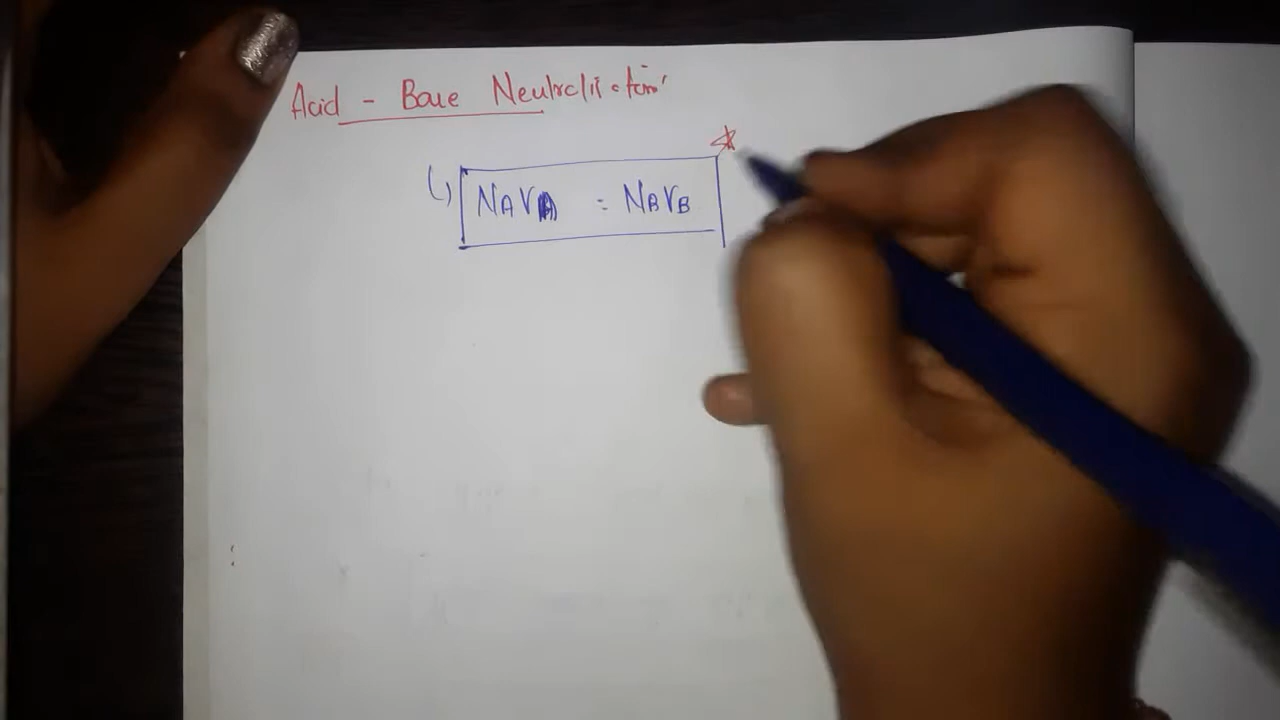 Acid - Base Neutralisation
(1) NAVA = NBVB